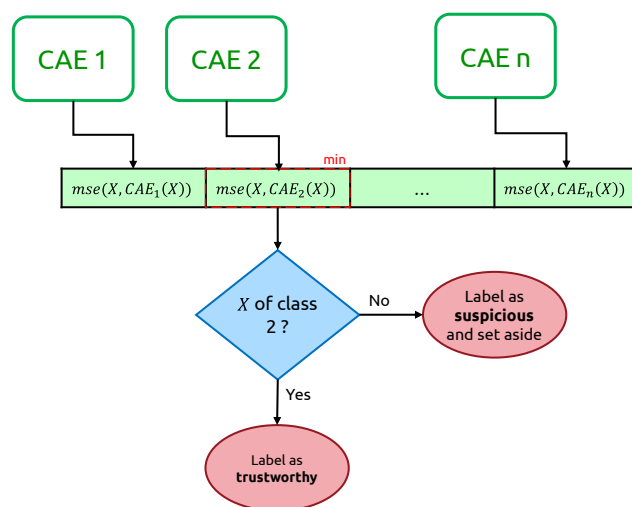 CAE 1
CAE 2
CAE n
min
mse(X, CAE₁(X))
mse(X, CAE₂(X))
...
mse(X, CAEₙ(X))
X of class
2 ?
No
Label as
suspicious
and set aside
Yes
Label as
trustworthy